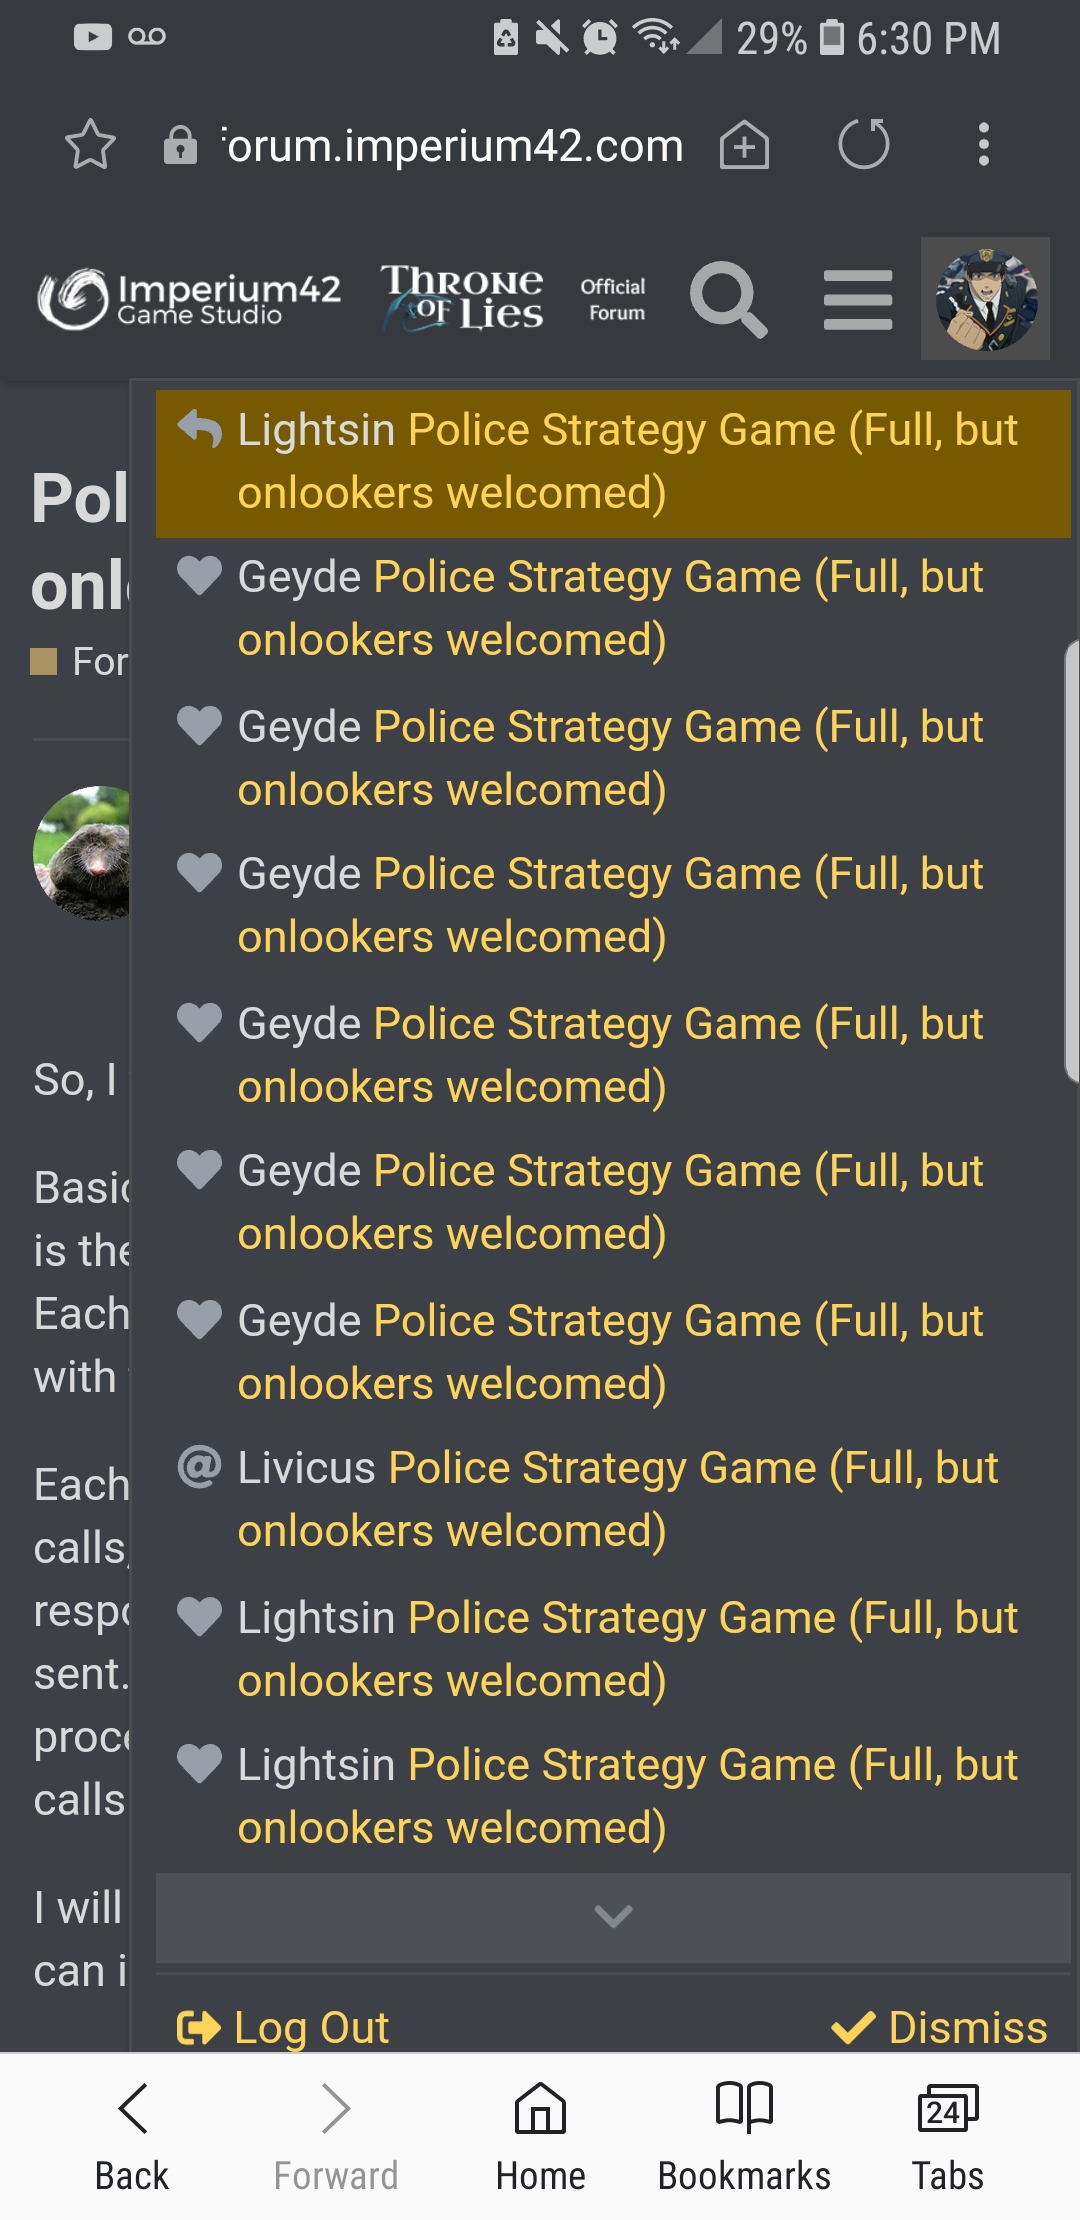 29% 6:30 PM
forum.imperium42.com
Imperium42
Game Studio
THRONE
OF LIES
Official
Forum
Lightsin Police Strategy Game (Full, but
onlookers welcomed)
Geyde Police Strategy Game (Full, but
onlookers welcomed)
Geyde Police Strategy Game (Full, but
onlookers welcomed)
Geyde Police Strategy Game (Full, but
onlookers welcomed)
Geyde Police Strategy Game (Full, but
onlookers welcomed)
Geyde Police Strategy Game (Full, but
onlookers welcomed)
Geyde Police Strategy Game (Full, but
onlookers welcomed)
@ Livicus Police Strategy Game (Full, but
onlookers welcomed)
Lightsin Police Strategy Game (Full, but
onlookers welcomed)
Lightsin Police Strategy Game (Full, but
onlookers welcomed)
Log Out
Dismiss
Pol
onl
For
So, I
Basic
is the
Each
with
Each
calls,
resp
sent.
proc
calls
I will
can i
Back
Forward
Home
Bookmarks
24
Tabs